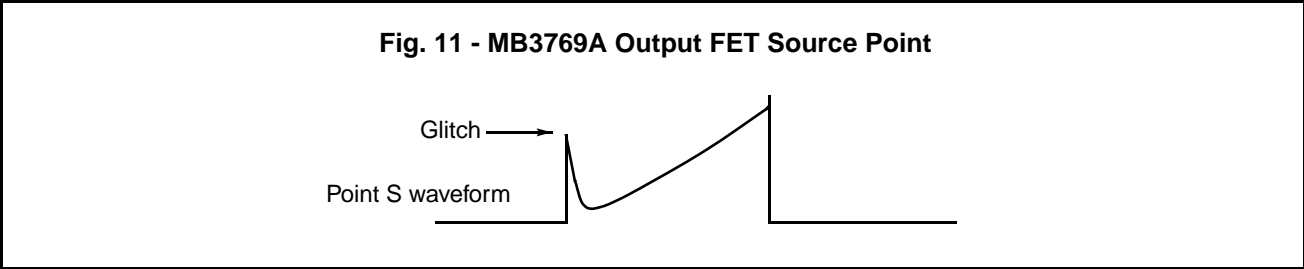 Fig. 11 - MB3769A Output FET Source Point
Glitch
Point S waveform